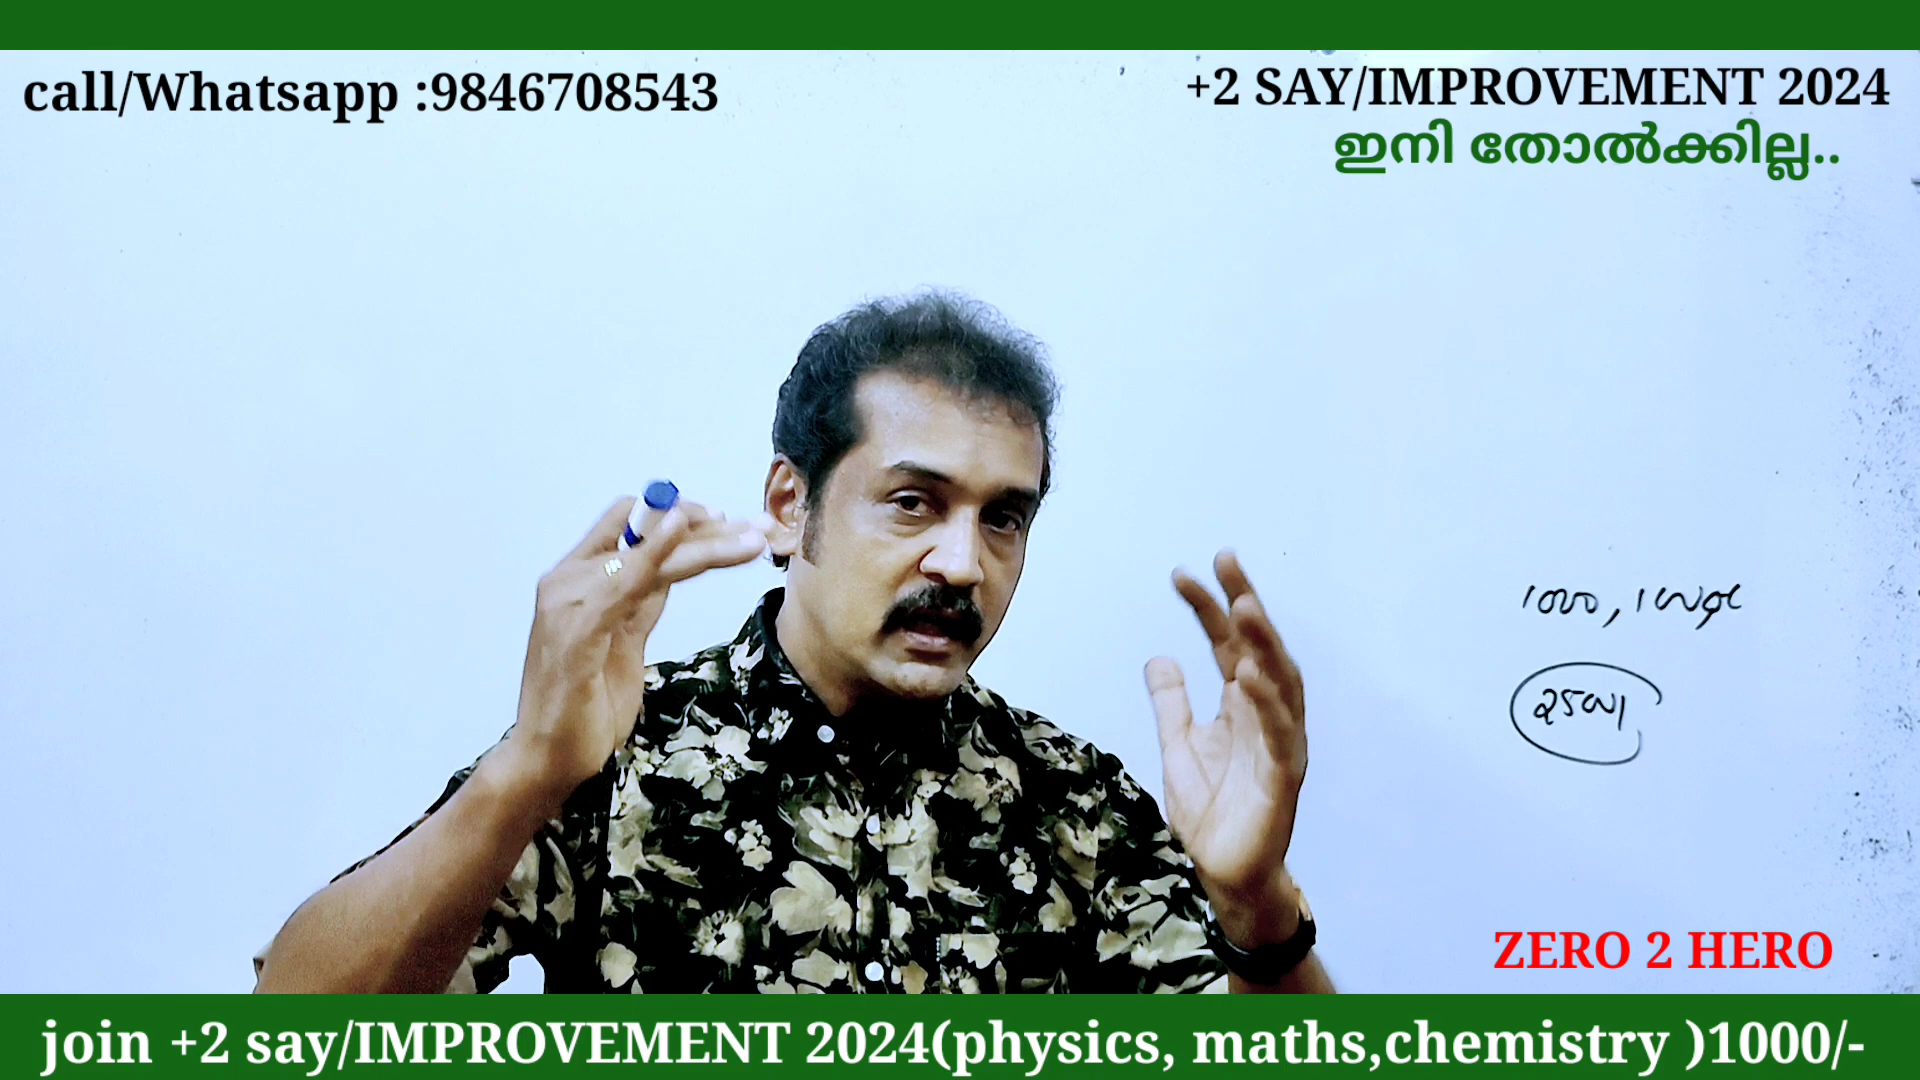 call/Whatsapp :9846708543
+2 SAY/IMPROVEMENT 2024
ഇനി തോൽക്കില്ല..
ZERO 2 HERO
join +2 say/IMPROVEMENT 2024(physics, maths,chemistry )1000/-